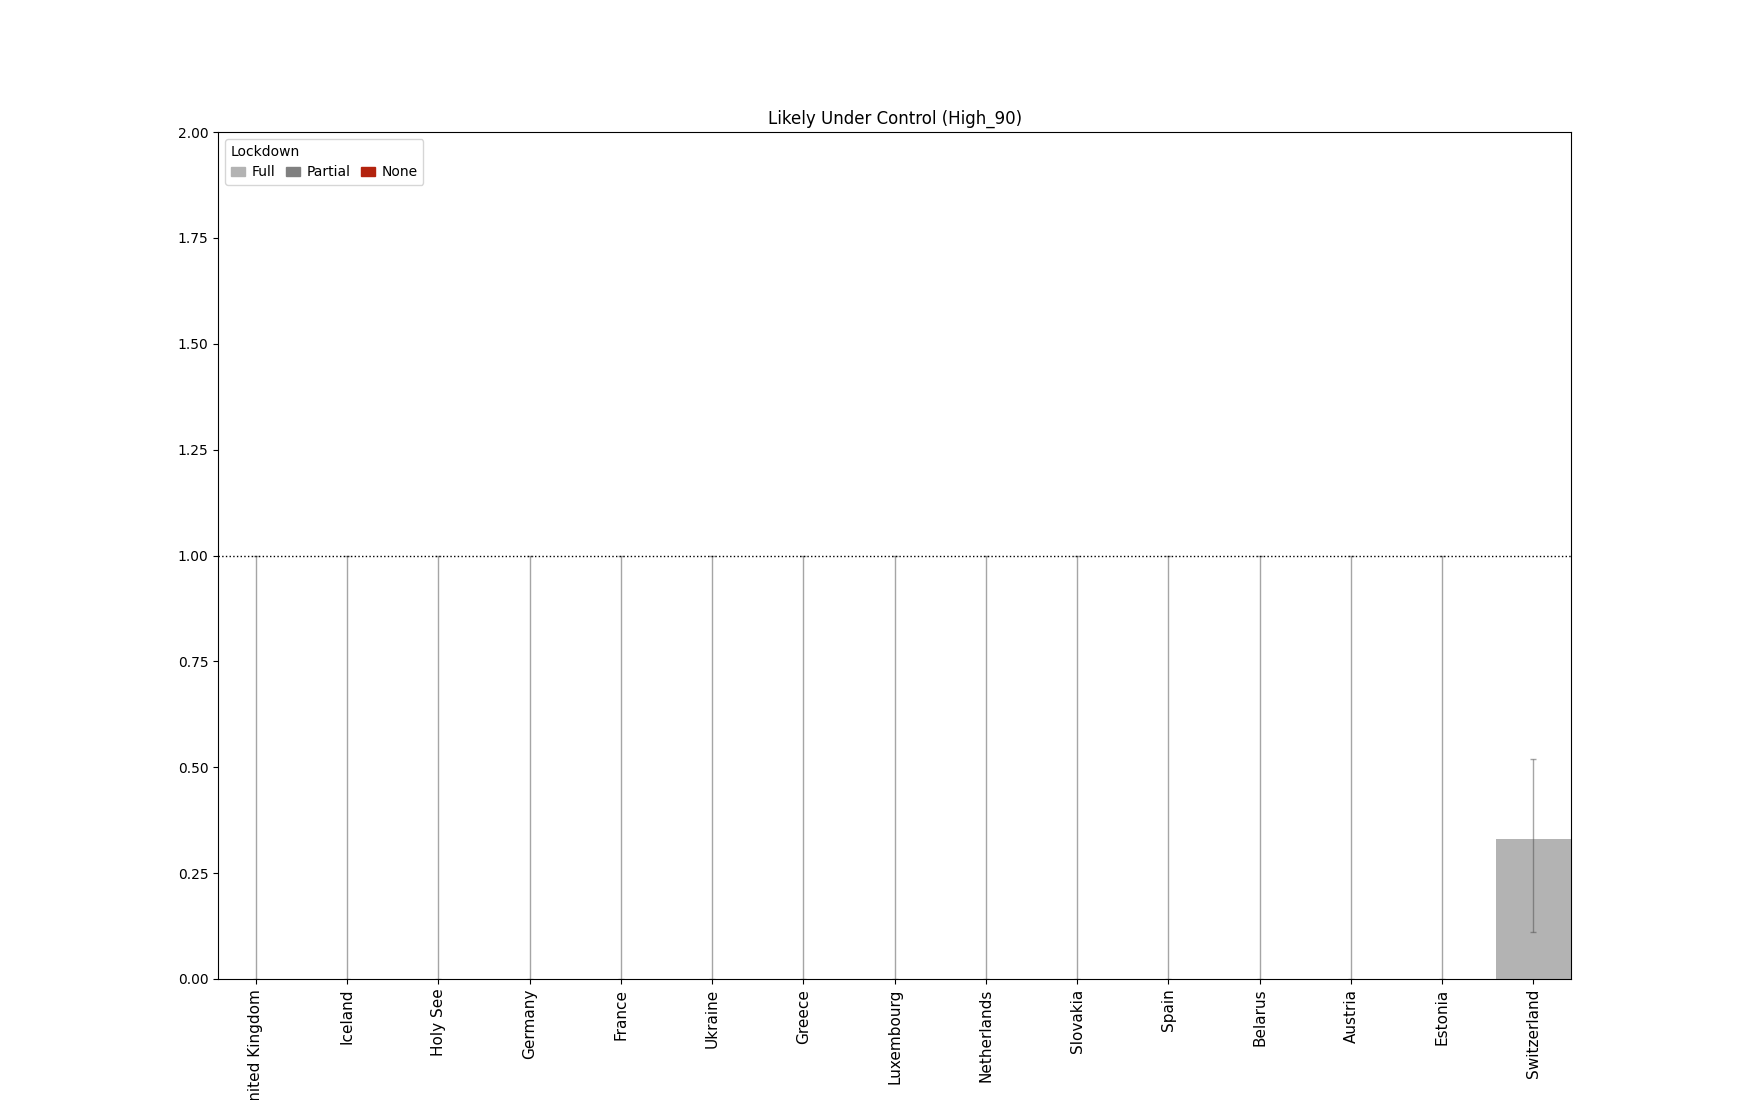 Likely Under Control (High_90)
2.00
Lockdown
Full Partial None
1.75
1.50
1.25
1.00
0.75
0.50
0.25
0.00
nited Kingdom
Iceland
Holy See
Germany
France
Ukraine
Greece
Luxembourg
Netherlands
Slovakia
Spain
Belarus
Austria
Estonia
Switzerland